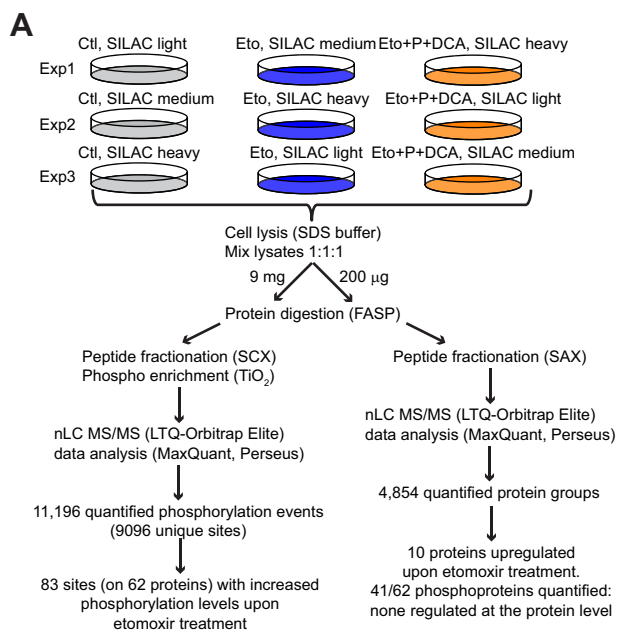 A
Ctl, SILAC light
Eto, SILAC medium
Eto+P+DCA, SILAC heavy
Exp1
Ctl, SILAC medium
Eto, SILAC heavy
Eto+P+DCA, SILAC light
Exp2
Ctl, SILAC heavy
Eto, SILAC light
Eto+P+DCA, SILAC medium
Exp3
Cell lysis (SDS buffer)
Mix lysates 1:1:1
9 mg
200 μg
Protein digestion (FASP)
Peptide fractionation (SCX)
Phospho enrichment (TiO₂)
nLC MS/MS (LTQ-Orbitrap Elite)
data analysis (MaxQuant, Perseus)
11,196 quantified phosphorylation events
(9096 unique sites)
83 sites (on 62 proteins) with increased
phosphorylation levels upon
etomoxir treatment
Peptide fractionation (SAX)
nLC MS/MS (LTQ-Orbitrap Elite)
data analysis (MaxQuant, Perseus)
4,854 quantified protein groups
10 proteins upregulated
upon etomoxir treatment.
41/62 phosphoproteins quantified:
none regulated at the protein level